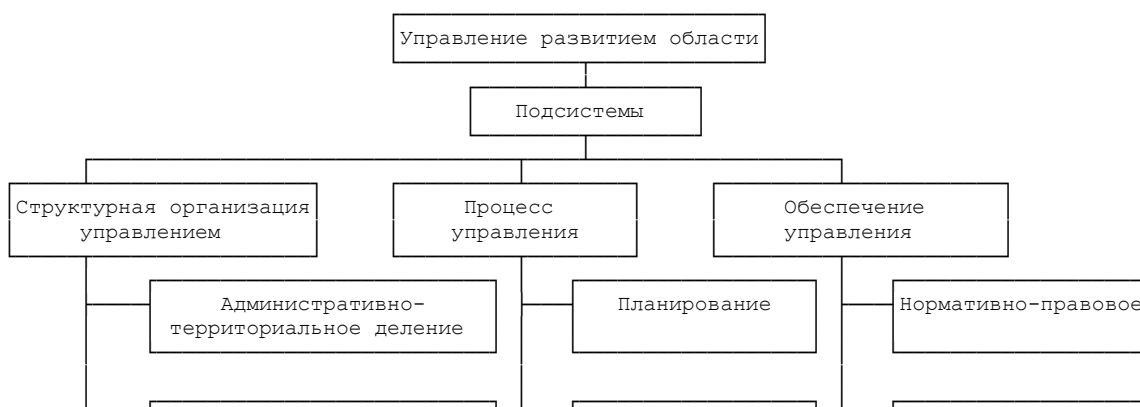 Управление развитием области
Подсистемы
Структурная организация
управлением
Процесс
управления
Обеспечение
управления
Административно-
территориальное деление
Планирование
Нормативно-правовое